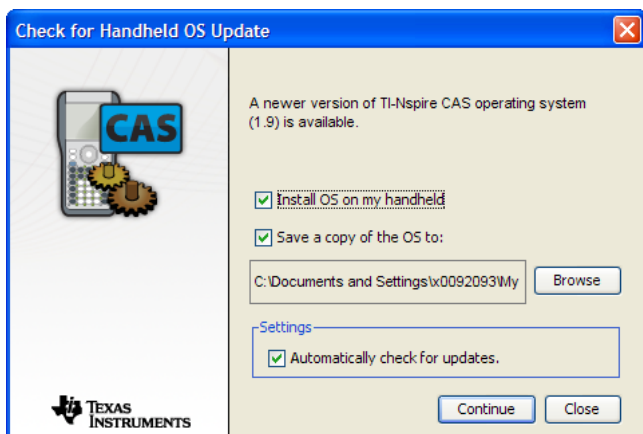 Check for Handheld OS Update
CAS
A newer version of TI-Nspire CAS operating system
(1.9) is available.
Install OS on my handheld
Save a copy of the OS to:
C:\Documents and Settings\x0092093\My
Browse
Settings
Automatically check for updates.
TEXAS
INSTRUMENTS
Continue
Close